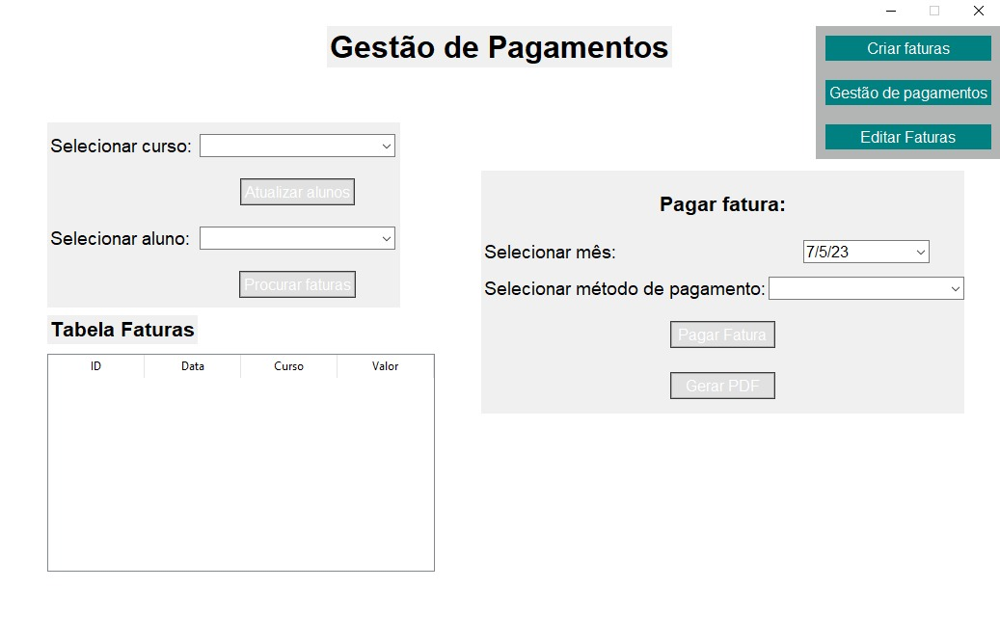 Gestão de Pagamentos
Criar faturas
Gestão de pagamentos
Editar Faturas
Selecionar curso:
Atualizar alunos
Selecionar aluno:
Procurar faturas
Pagar fatura:
Selecionar mês: 7/5/23
Selecionar método de pagamento:
Pagar Fatura
Gerar PDF
Tabela Faturas
ID Data Curso Valor